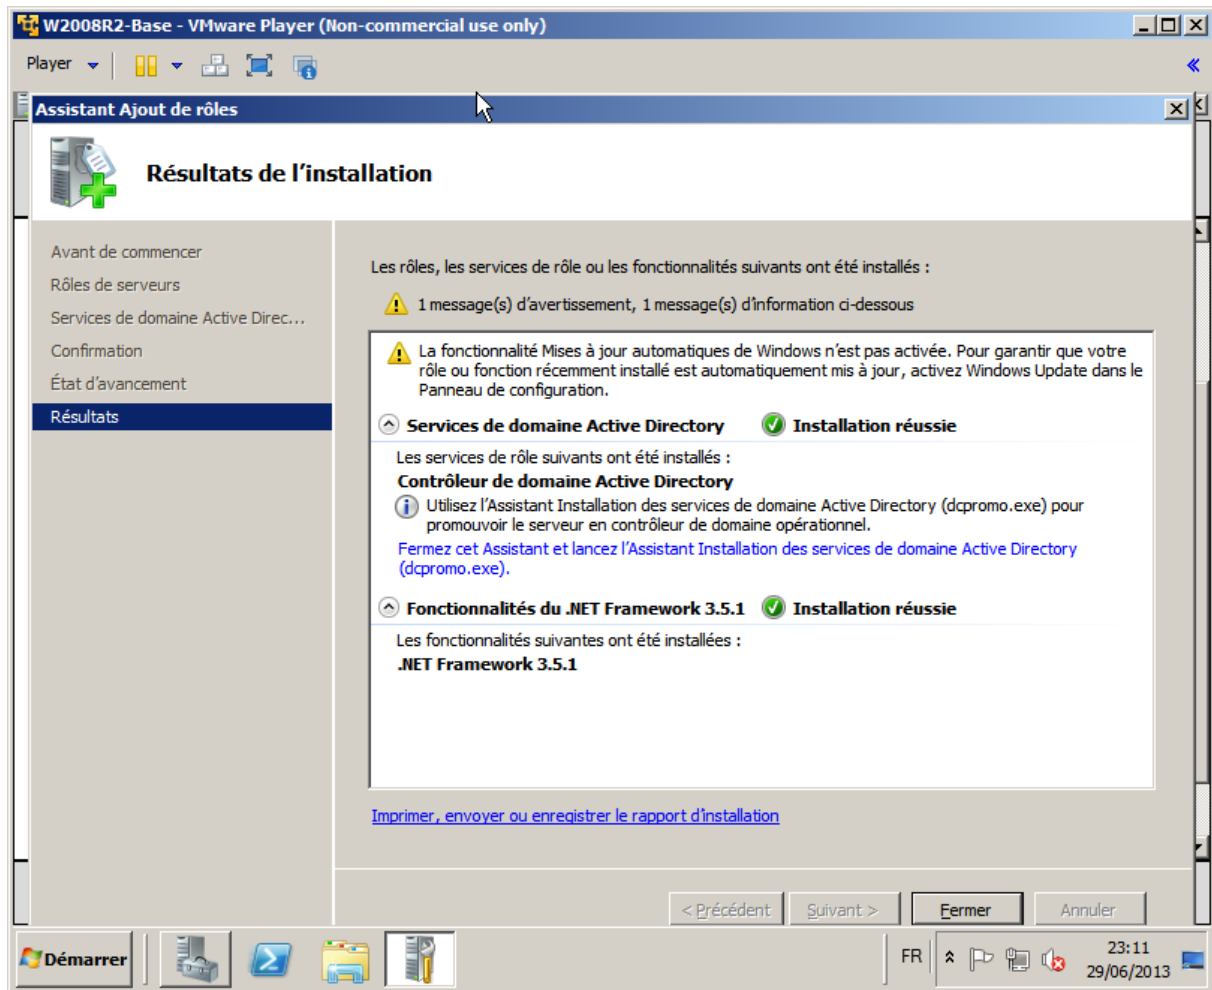 W2008R2-Base - VMware Player (Non-commercial use only)
Player
Assistant Ajout de rôles
Résultats de l'installation
Avant de commencer
Rôles de serveurs
Services de domaine Active Direc...
Confirmation
État d'avancement
Résultats
Les rôles, les services de rôle ou les fonctionnalités suivants ont été installés :
1 message(s) d'avertissement, 1 message(s) d'information ci-dessous
La fonctionnalité Mises à jour automatiques de Windows n'est pas activée. Pour garantir que votre
rôle ou fonction récemment installé est automatiquement mis à jour, activez Windows Update dans le
Panneau de configuration.
Services de domaine Active Directory Installation réussie
Les services de rôle suivants ont été installés :
Contrôleur de domaine Active Directory
Utilisez l'Assistant Installation des services de domaine Active Directory (dcpromo.exe) pour
promouvoir le serveur en contrôleur de domaine opérationnel.
Fermez cet Assistant et lancez l'Assistant Installation des services de domaine Active Directory
(dcpromo.exe).
Fonctionnalités du .NET Framework 3.5.1 Installation réussie
Les fonctionnalités suivantes ont été installées :
.NET Framework 3.5.1
Imprimer, envoyer ou enregistrer le rapport d'installation
< Précédent Suivant > Fermer Annuler
Démarrer FR 23:11
29/06/2013